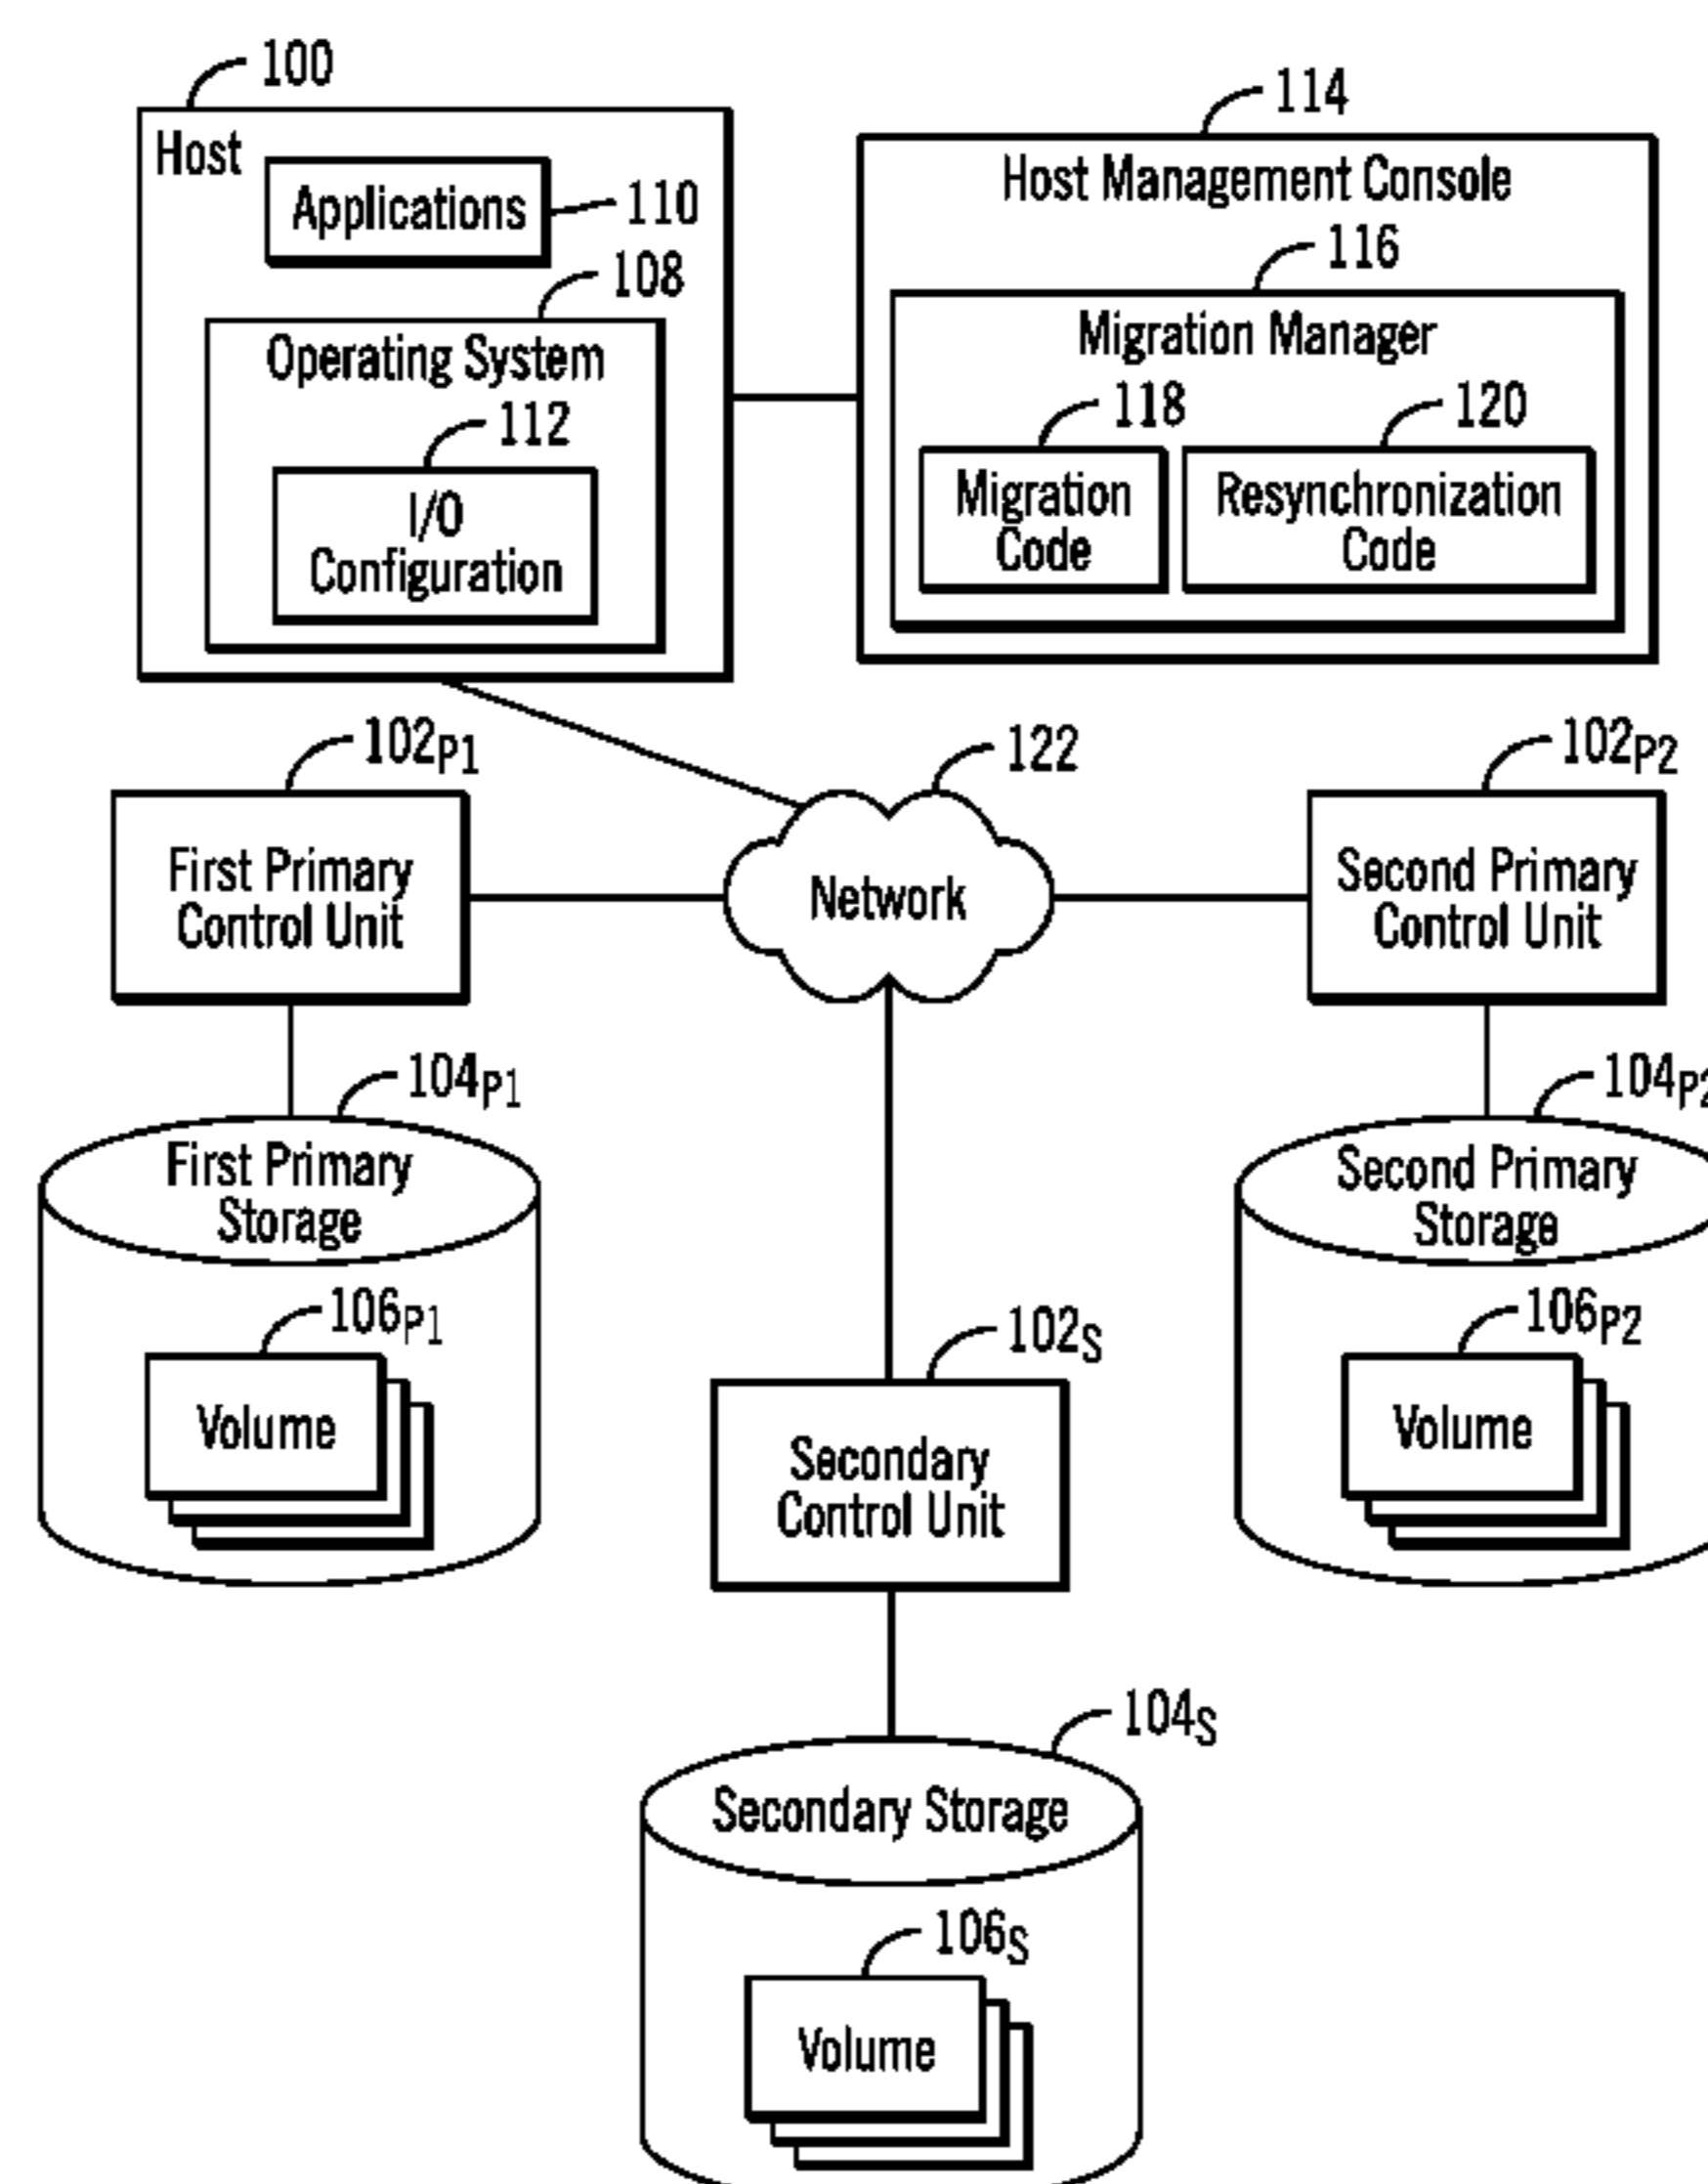 100
Host
Applications
110
108
Operating System
112
I/O
Configuration
114
Host Management Console
116
Migration Manager
118
Migration
Code
120
Resynchronization
Code
102P1
First Primary
Control Unit
122
Network
102P2
Second Primary
Control Unit
104P1
First Primary
Storage
106P1
Volume
104P2
Second Primary
Storage
106P2
Volume
102S
Secondary
Control Unit
104S
Secondary Storage
106S
Volume